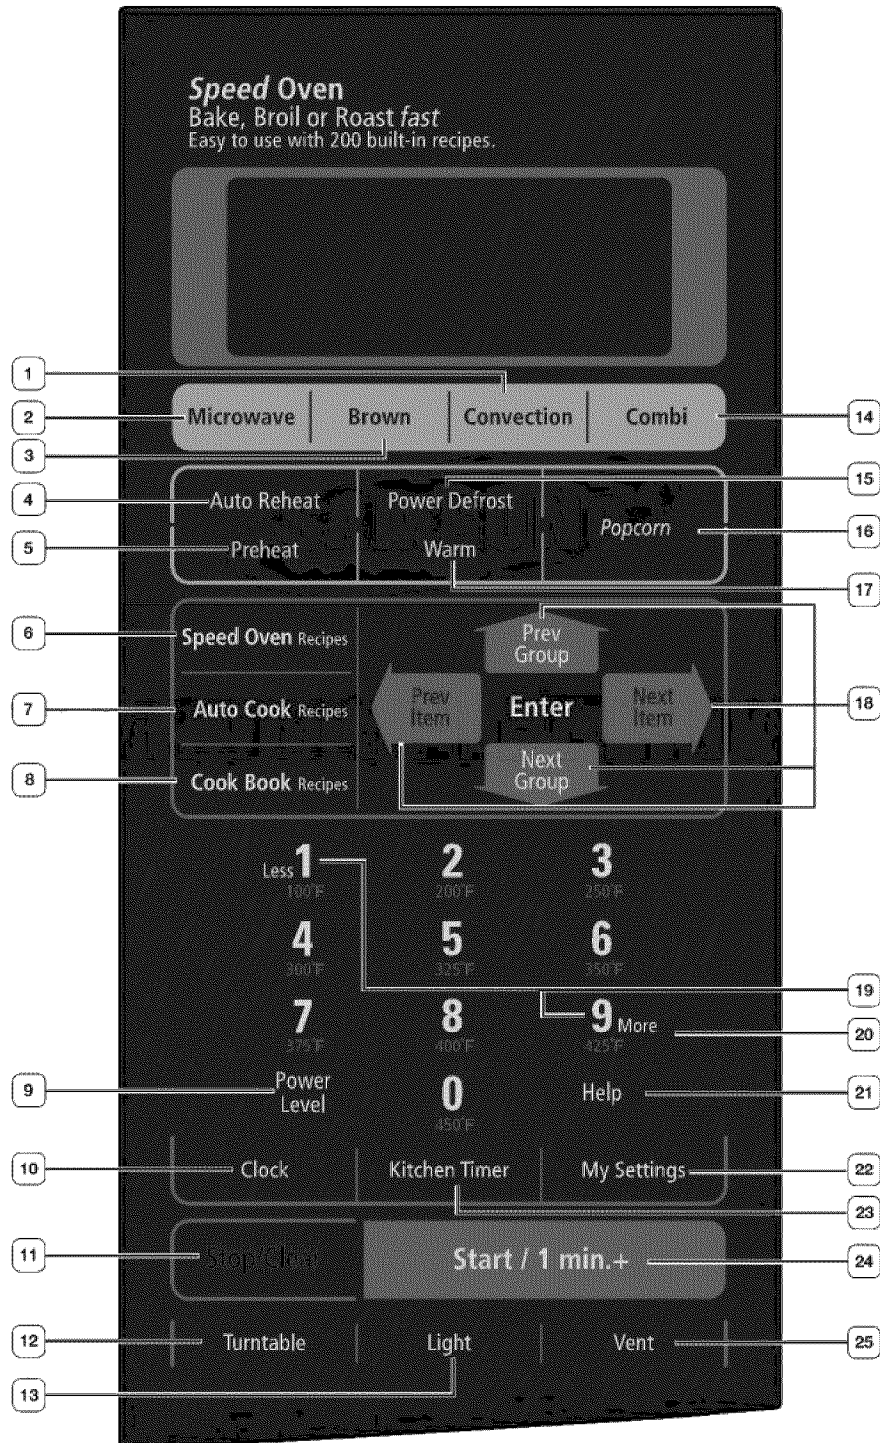 Speed Oven
Bake, Broil or Roast fast
Easy to use with 200 built-in recipes.
1
2 Microwave Brown Convection Combi 14
3
4 Auto Reheat Power Defrost 15
Popcorn 16
5 Preheat Warm
17
6 Speed Oven Recipes
Prev
Group
7 Auto Cook Recipes
Prev
Item
Enter
Next
Item
18
8 Cook Book Recipes
Next
Group
Less 1 2 3
100°F 200°F 250°F
4 5 6
300°F 325°F 350°F
19
7 8 9 More
20
375°F 400°F 425°F
9 Power
Level
0
450°F
Help 21
10 Clock Kitchen Timer My Settings 22
23
11 Stop/Clear Start / 1 min.+ 24
12 Turntable Light Vent 25
13